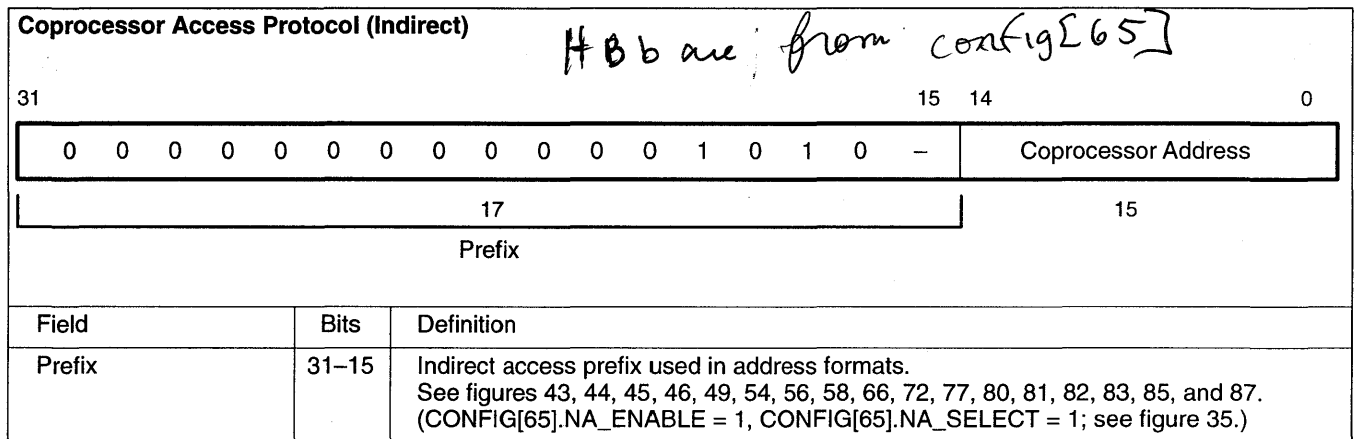 Coprocessor Access Protocol (Indirect)
HBb are from config[65]
31 15 14 0
0 0 0 0 0 0 0 0 0 0 0 0 1 0 1 0 – Coprocessor Address
17 15
Prefix
Field Bits Definition
Prefix 31–15 Indirect access prefix used in address formats.
See figures 43, 44, 45, 46, 49, 54, 56, 58, 66, 72, 77, 80, 81, 82, 83, 85, and 87.
(CONFIG[65].NA_ENABLE = 1, CONFIG[65].NA_SELECT = 1; see figure 35.)